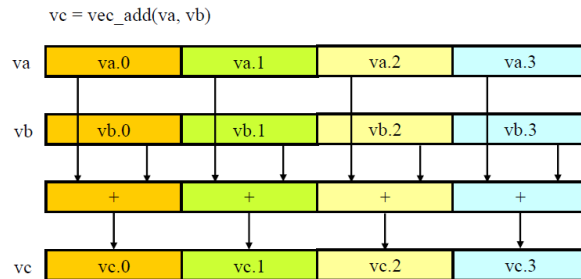 vc = vec_add(va, vb)
va va.0 va.1 va.2 va.3
vb vb.0 vb.1 vb.2 vb.3
+ + + +
vc vc.0 vc.1 vc.2 vc.3